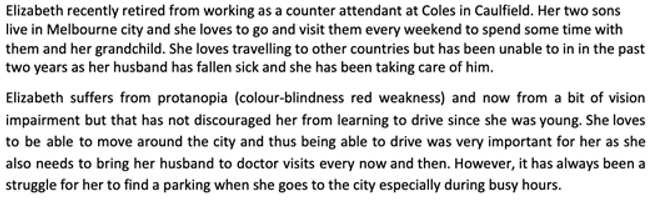 Elizabeth recently retired from working as a counter attendant at Coles in Caulfield. Her two sons
live in Melbourne city and she loves to go and visit them every weekend to spend some time with
them and her grandchild. She loves travelling to other countries but has been unable to in in the past
two years as her husband has fallen sick and she has been taking care of him.
Elizabeth suffers from protanopia (colour-blindness red weakness) and now from a bit of vision
impairment but that has not discouraged her from learning to drive since she was young. She loves
to be able to move around the city and thus being able to drive was very important for her as she
also needs to bring her husband to doctor visits every now and then. However, it has always been a
struggle for her to find a parking when she goes to the city especially during busy hours.